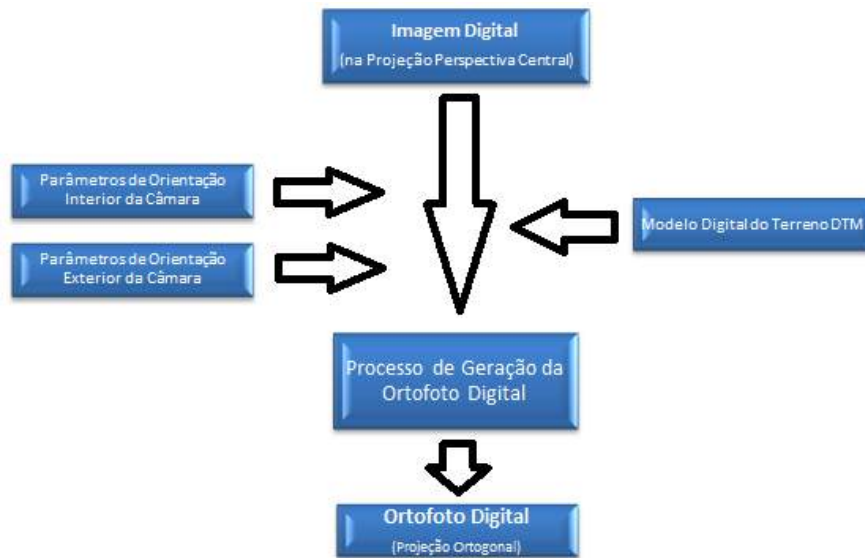 Imagem Digital
(na Projeção Perspectiva Central)
Parâmetros de Orientação
Interior da Câmara
Modelo Digital do Terreno DTM
Parâmetros de Orientação
Exterior da Câmara
Processo de Geração da
Ortofoto Digital
Ortofoto Digital
(Projeção Ortogonal)